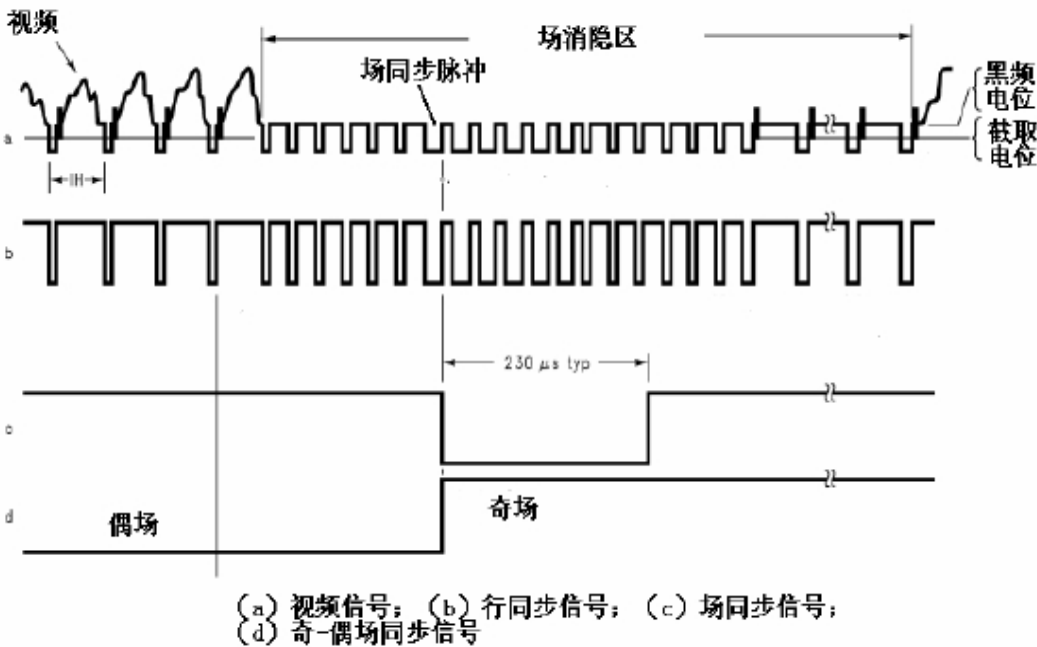 视频
场消隐区
场同步脉冲
黑频
电位
获取
电位
a
1H
b
230 μs typ
c
偶场
奇场
d
(a) 视频信号; (b) 行同步信号; (c) 场同步信号;
(d) 奇-偶场同步信号